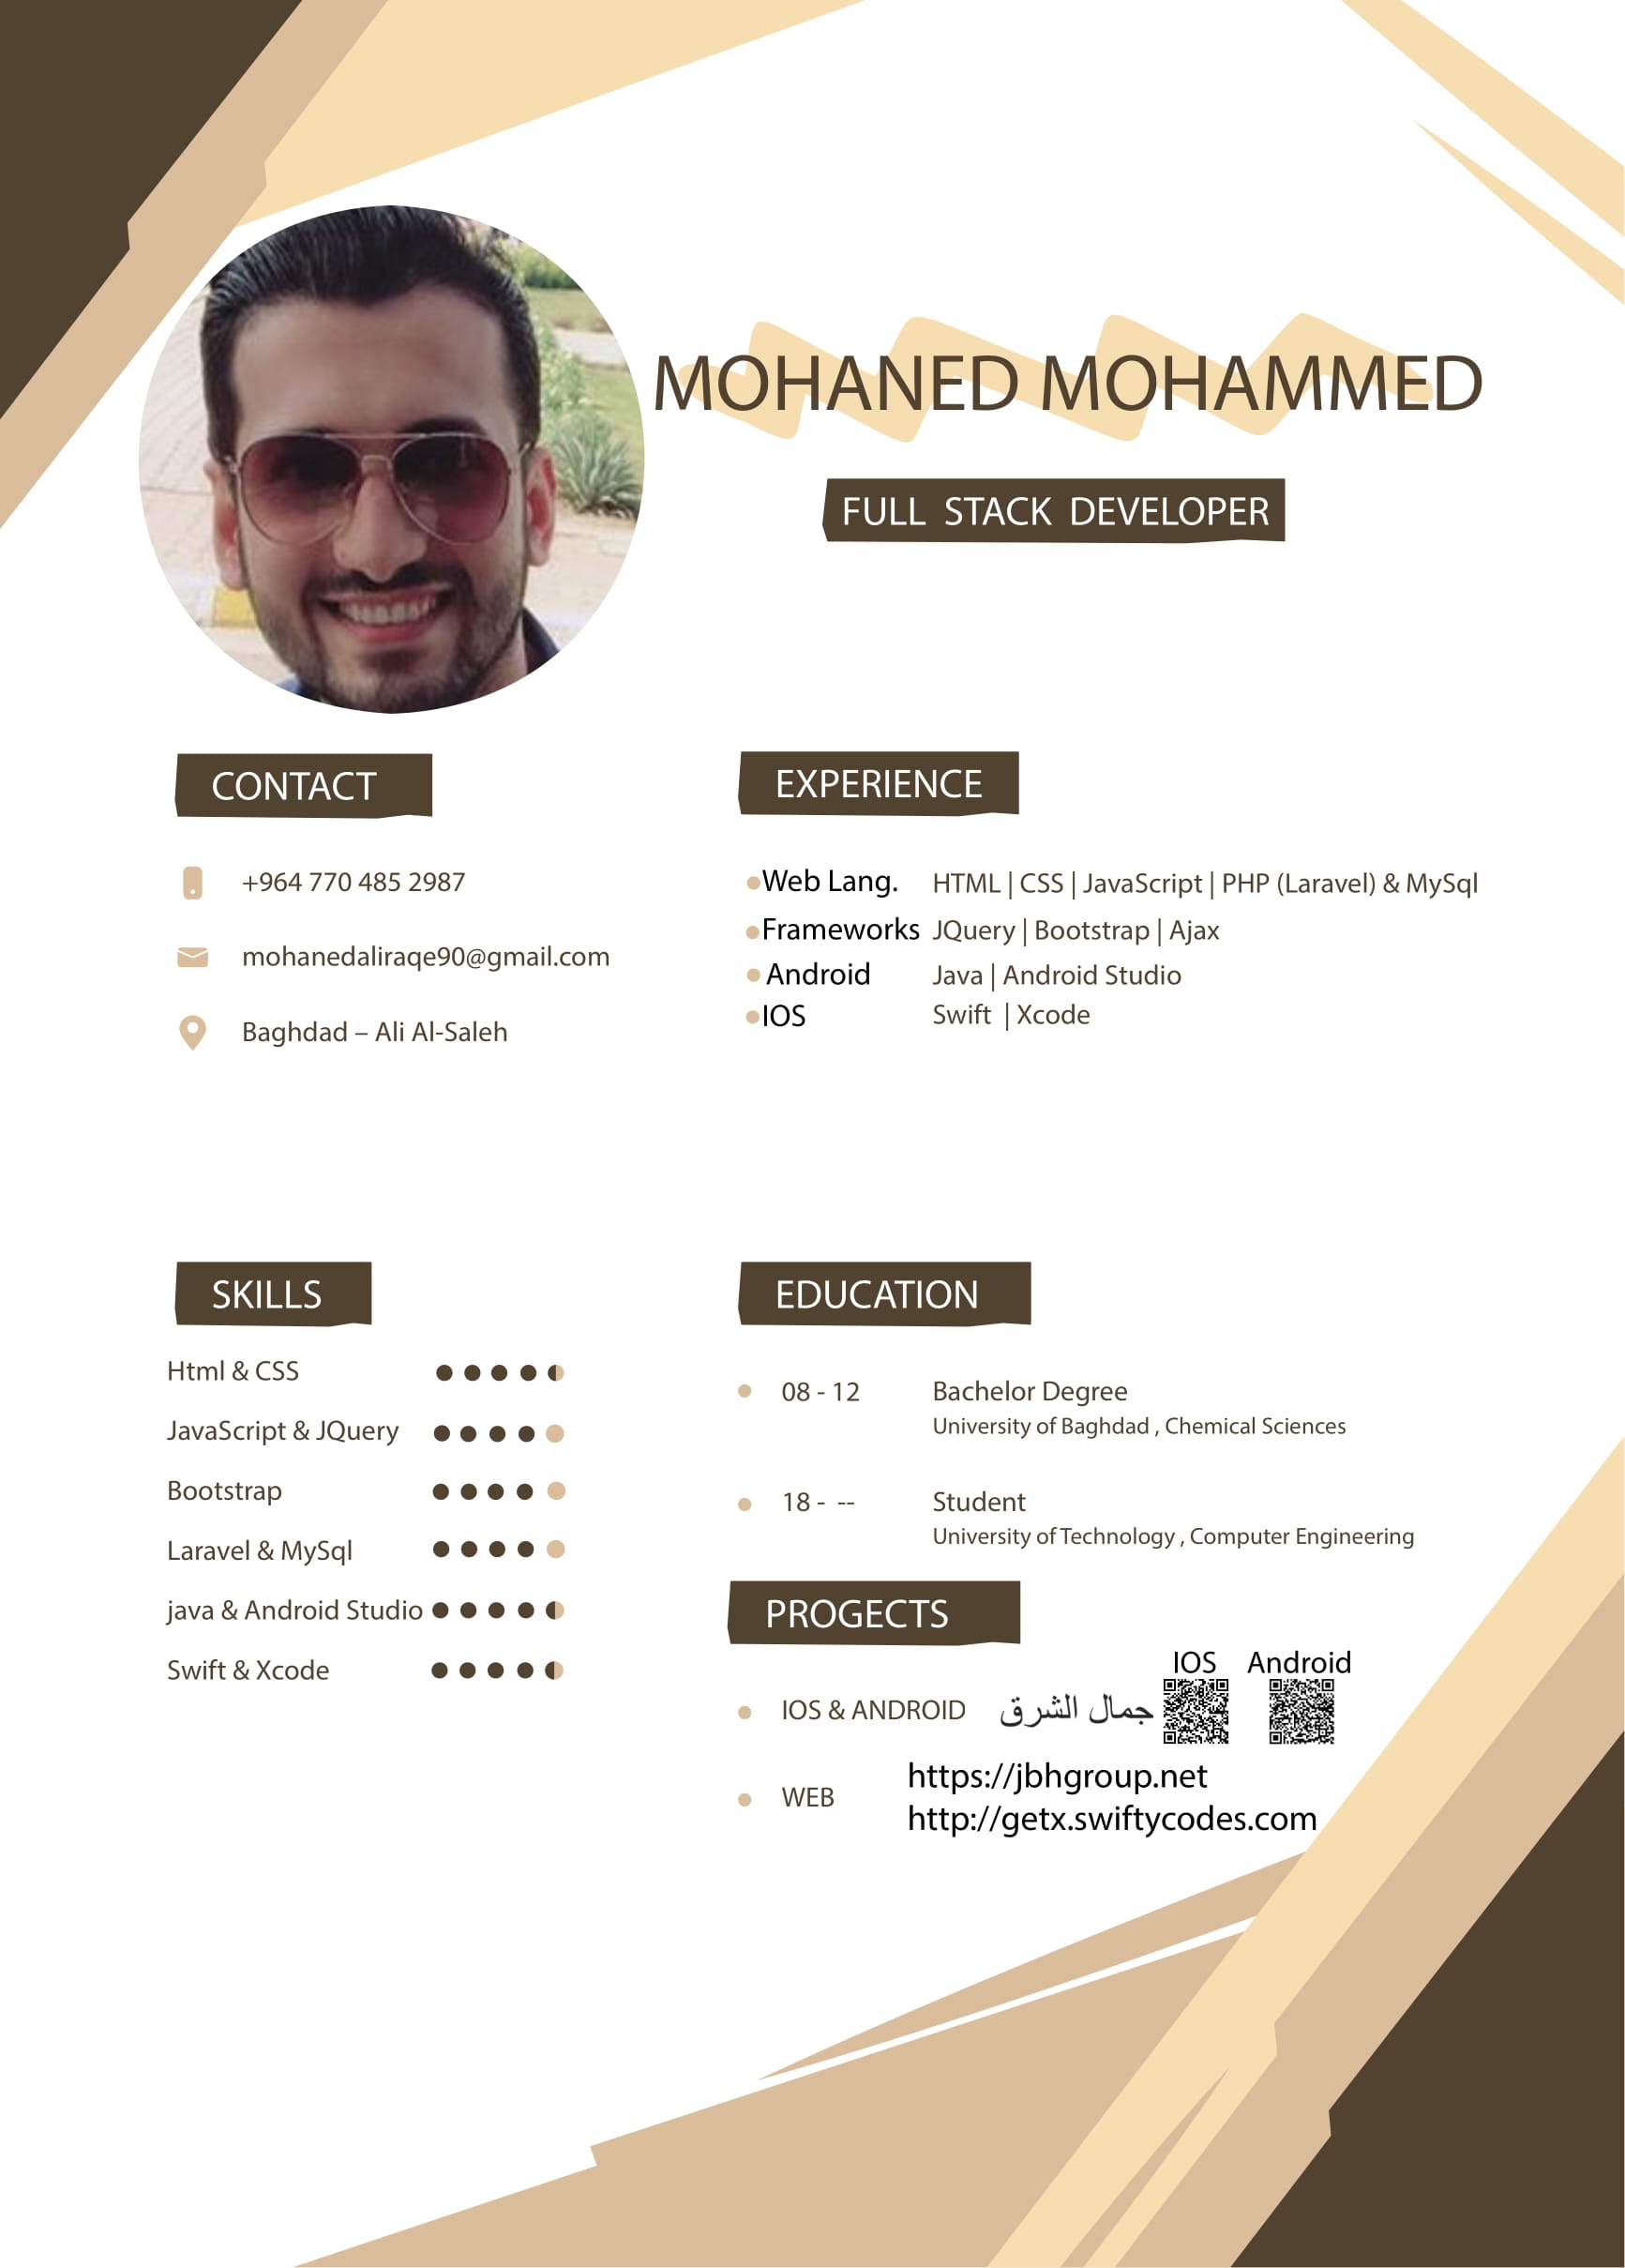 MOHANED MOHAMMED
FULL STACK DEVELOPER
CONTACT
+964 770 485 2987
mohanedaliraqe90@gmail.com
Baghdad – Ali Al-Saleh
EXPERIENCE
Web Lang. HTML | CSS | JavaScript | PHP (Laravel) & MySql
Frameworks JQuery | Bootstrap | Ajax
Android Java | Android Studio
IOS Swift | Xcode
SKILLS
Html & CSS
JavaScript & JQuery
Bootstrap
Laravel & MySql
java & Android Studio
Swift & Xcode
EDUCATION
08 - 12 Bachelor Degree
University of Baghdad , Chemical Sciences
18 - -- Student
University of Technology , Computer Engineering
PROGECTS
IOS Android
IOS & ANDROID جمال الشرق
WEB https://jbhgroup.net
http://getx.swiftycodes.com